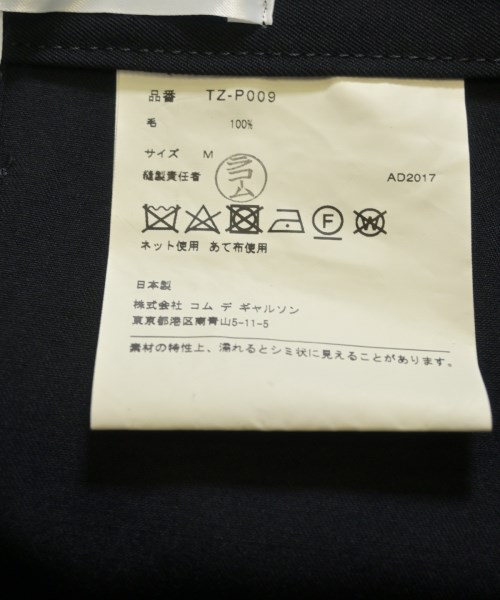 品番 TZ-P009
毛 100%
サイズ M
縫製責任者 ラコム AD2017
F W
ネット使用 あて布使用
日本製
株式会社 コム デ ギャルソン
東京都港区南青山5-11-5
素材の特性上、濡れるとシミ状に見えることがあります。